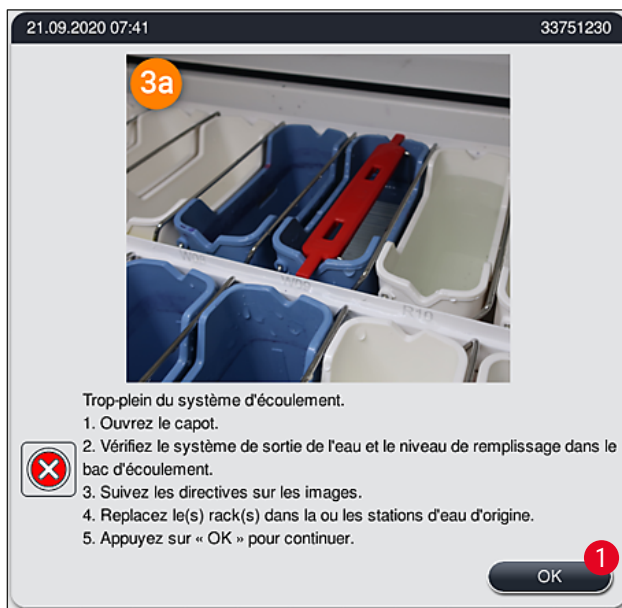 21.09.2020 07:41 33751230
3a
W08
W09
R10
Trop-plein du système d'écoulement.
1. Ouvrez le capot.
2. Vérifiez le système de sortie de l'eau et le niveau de remplissage dans le
bac d'écoulement.
3. Suivez les directives sur les images.
4. Replacez le(s) rack(s) dans la ou les stations d'eau d'origine.
5. Appuyez sur « OK » pour continuer.
1
OK